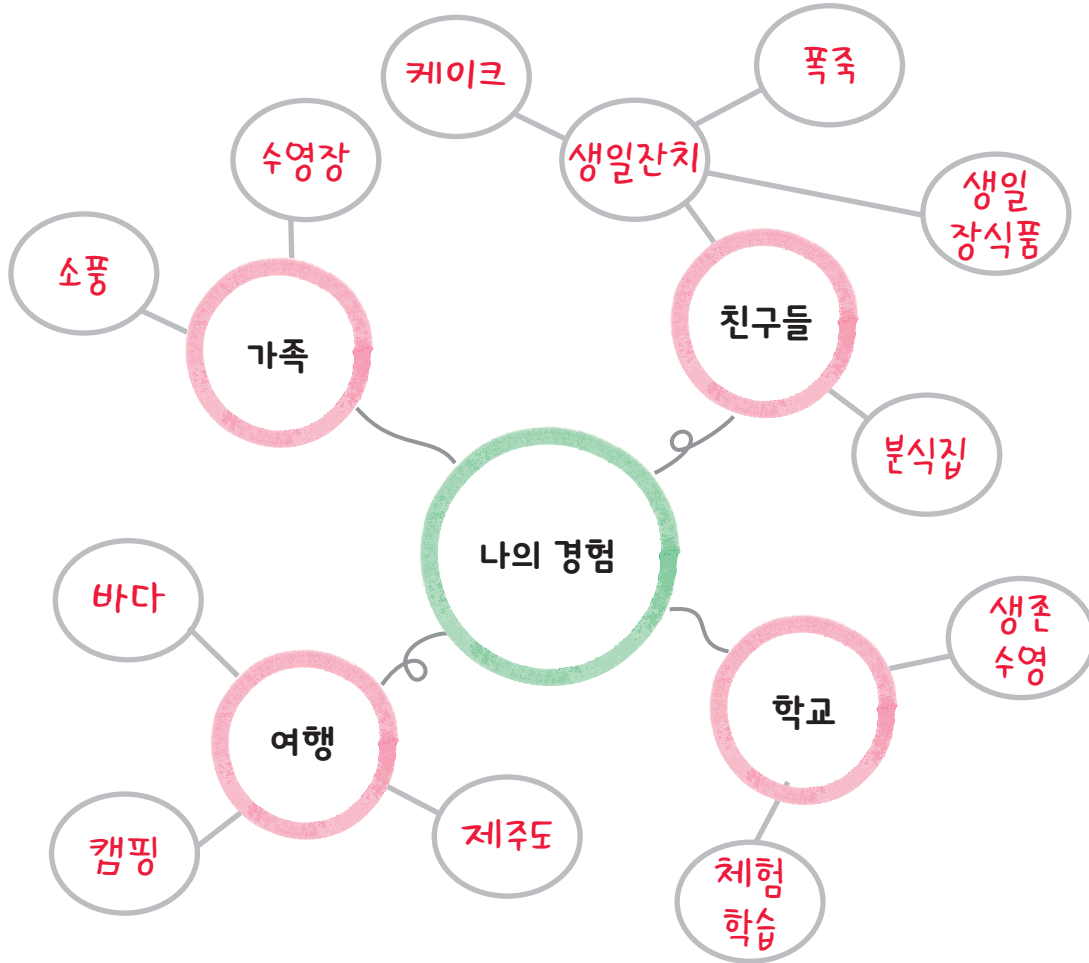 케이크
폭죽
수영장
생일잔치
생일
장식품
소풍
가족
친구들
분식집
나의 경험
바다
생존
수영
여행
학교
캠핑
제주도
체험
학습